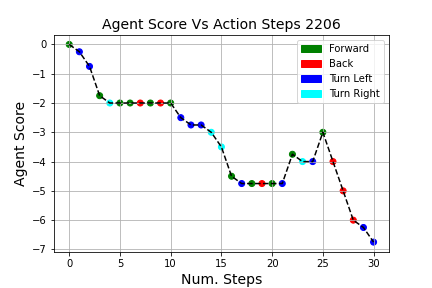 Agent Score Vs Action Steps 2206
Agent Score
0
−1
−2
−3
−4
−5
−6
−7
Forward
Back
Turn Left
Turn Right
0 5 10 15 20 25 30
Num. Steps